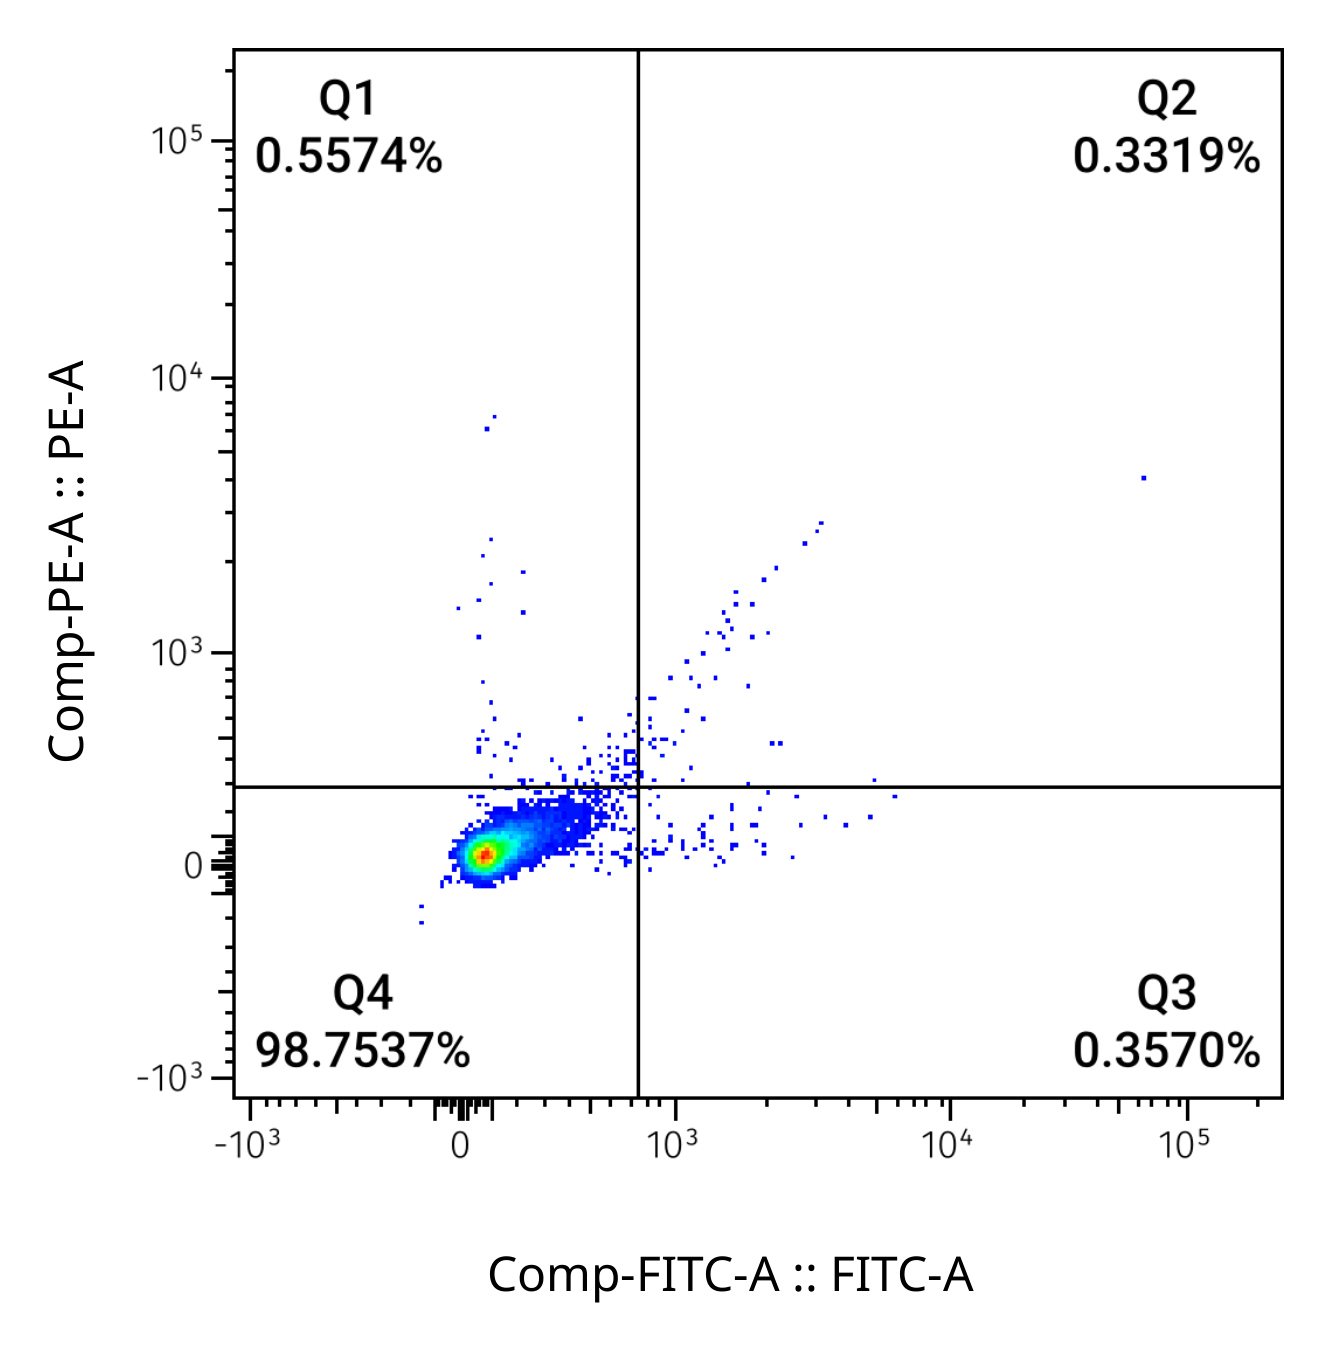 Q1
0.5574%
Q2
0.3319%
10⁵
10⁴
10³
0
-10³
Comp-PE-A :: PE-A
Q4
98.7537%
Q3
0.3570%
-10³
0
10³
10⁴
10⁵
Comp-FITC-A :: FITC-A